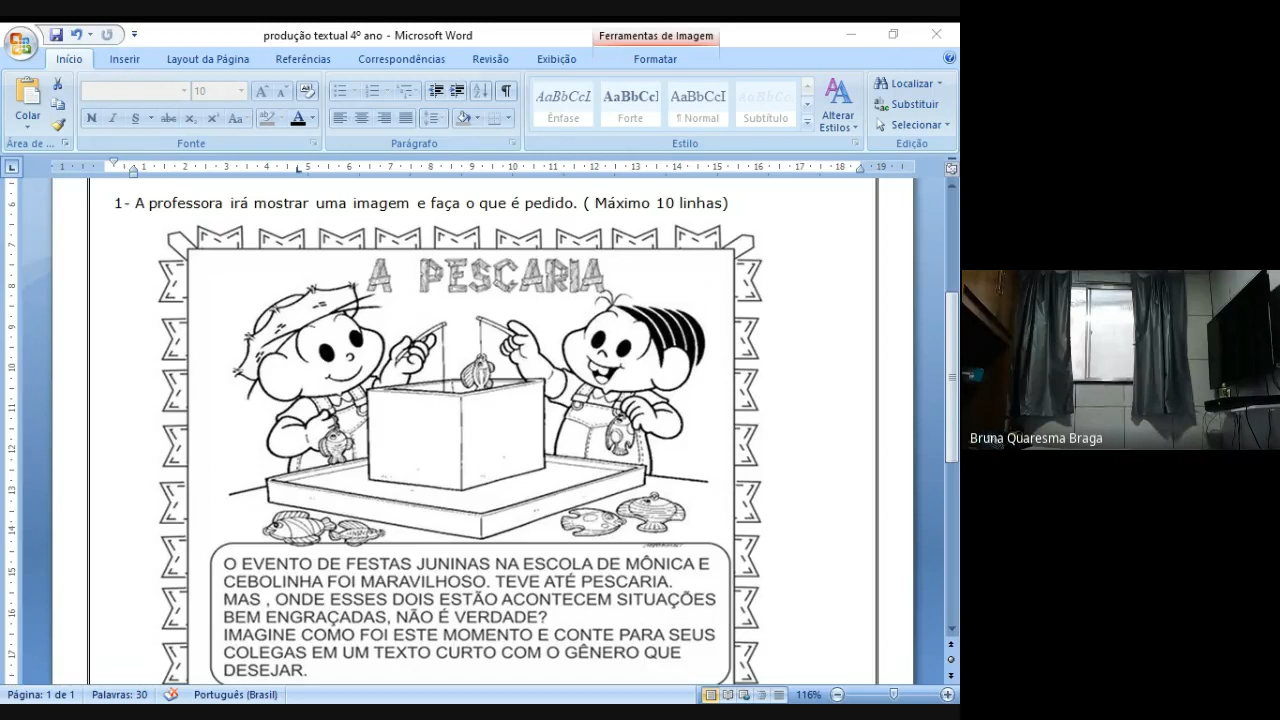 produção textual 4º ano - Microsoft Word
Ferramentas de Imagem
Início
Inserir
Layout da Página
Referências
Correspondências
Revisão
Exibição
Formatar
Colar
Área de ...
10
Fonte
Parágrafo
AaBbCcI
Ênfase
AaBbCcl
Forte
AaBbCcI
¶ Normal
AaBbCc
Subtítulo
Alterar
Estilos
Estilo
Localizar
Substituir
Selecionar
Edição
1- A professora irá mostrar uma imagem e faça o que é pedido. ( Máximo 10 linhas)
A PESCARIA
O EVENTO DE FESTAS JUNINAS NA ESCOLA DE MÔNICA E
CEBOLINHA FOI MARAVILHOSO. TEVE ATÉ PESCARIA.
MAS , ONDE ESSES DOIS ESTÃO ACONTECEM SITUAÇÕES
BEM ENGRAÇADAS, NÃO É VERDADE?
IMAGINE COMO FOI ESTE MOMENTO E CONTE PARA SEUS
COLEGAS EM UM TEXTO CURTO COM O GÊNERO QUE
DESEJAR.
Página: 1 de 1
Palavras: 30
Português (Brasil)
116%
Bruna Quaresma Braga